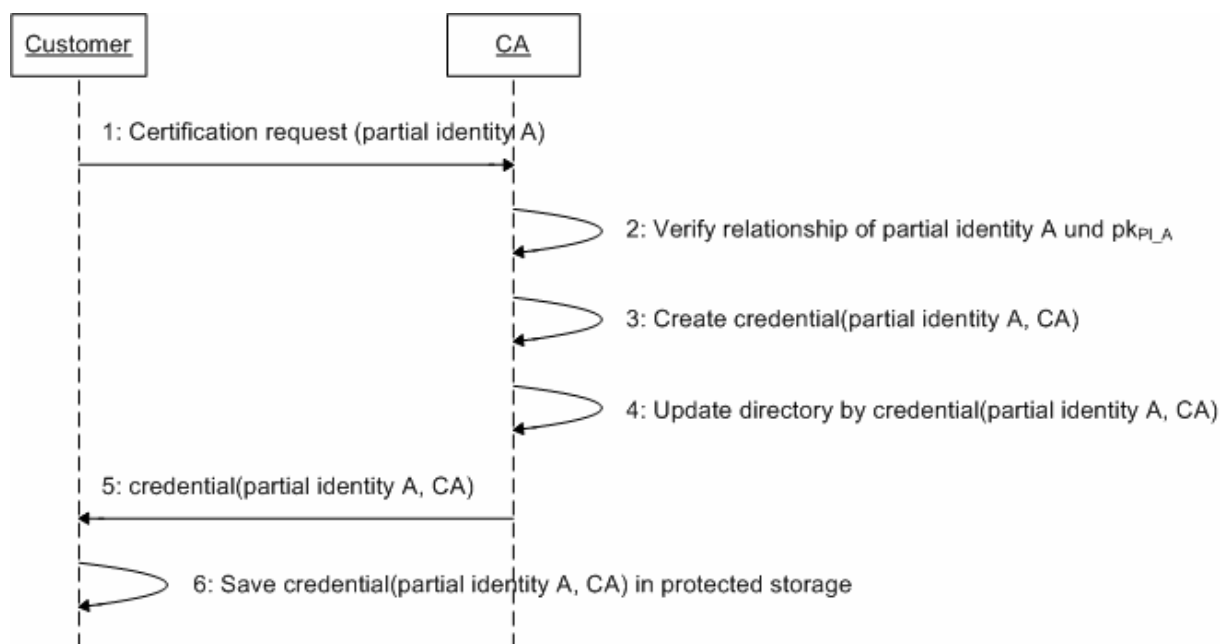 Customer
CA
1: Certification request (partial identity A)
2: Verify relationship of partial identity A und pkPI_A
3: Create credential(partial identity A, CA)
4: Update directory by credential(partial identity A, CA)
5: credential(partial identity A, CA)
6: Save credential(partial identity A, CA) in protected storage